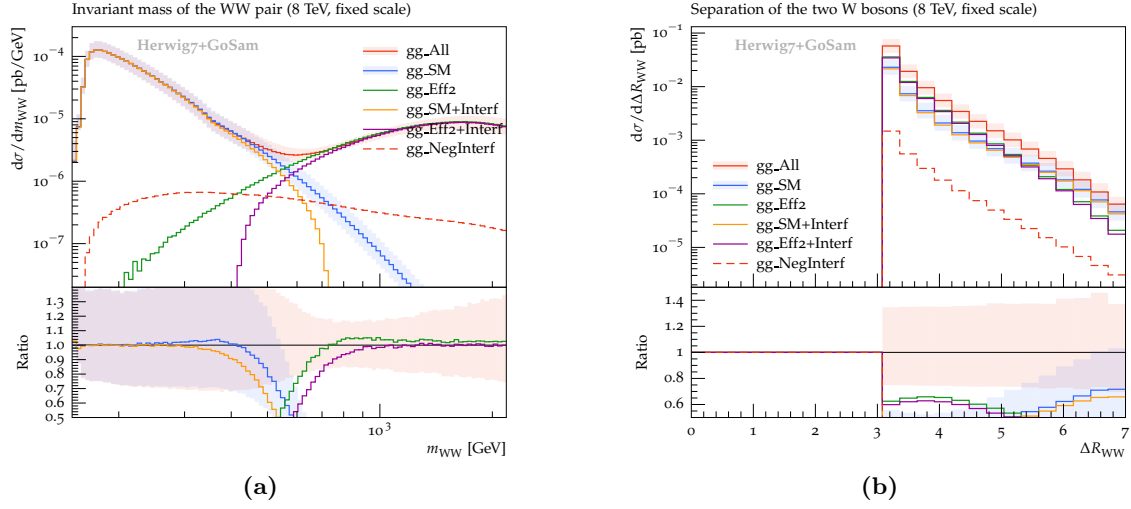 Invariant mass of the WW pair (8 TeV, fixed scale)
Herwig7+GoSam
gg_All
gg_SM
gg_Eff2
gg_SM+Interf
gg_Eff2+Interf
gg_NegInterf
dσ/dm_WW [pb/GeV]
10⁻⁴
10⁻⁵
10⁻⁶
10⁻⁷
Ratio
1.3
1.2
1.1
1.0
0.9
0.8
0.7
0.6
0.5
10³
m_WW [GeV]
(a)
Separation of the two W bosons (8 TeV, fixed scale)
Herwig7+GoSam
dσ/dΔR_WW [pb]
10⁻¹
10⁻²
10⁻³
10⁻⁴
10⁻⁵
gg_All
gg_SM
gg_Eff2
gg_SM+Interf
gg_Eff2+Interf
gg_NegInterf
Ratio
1.4
1.2
1
0.8
0.6
0 1 2 3 4 5 6 7
ΔR_WW
(b)